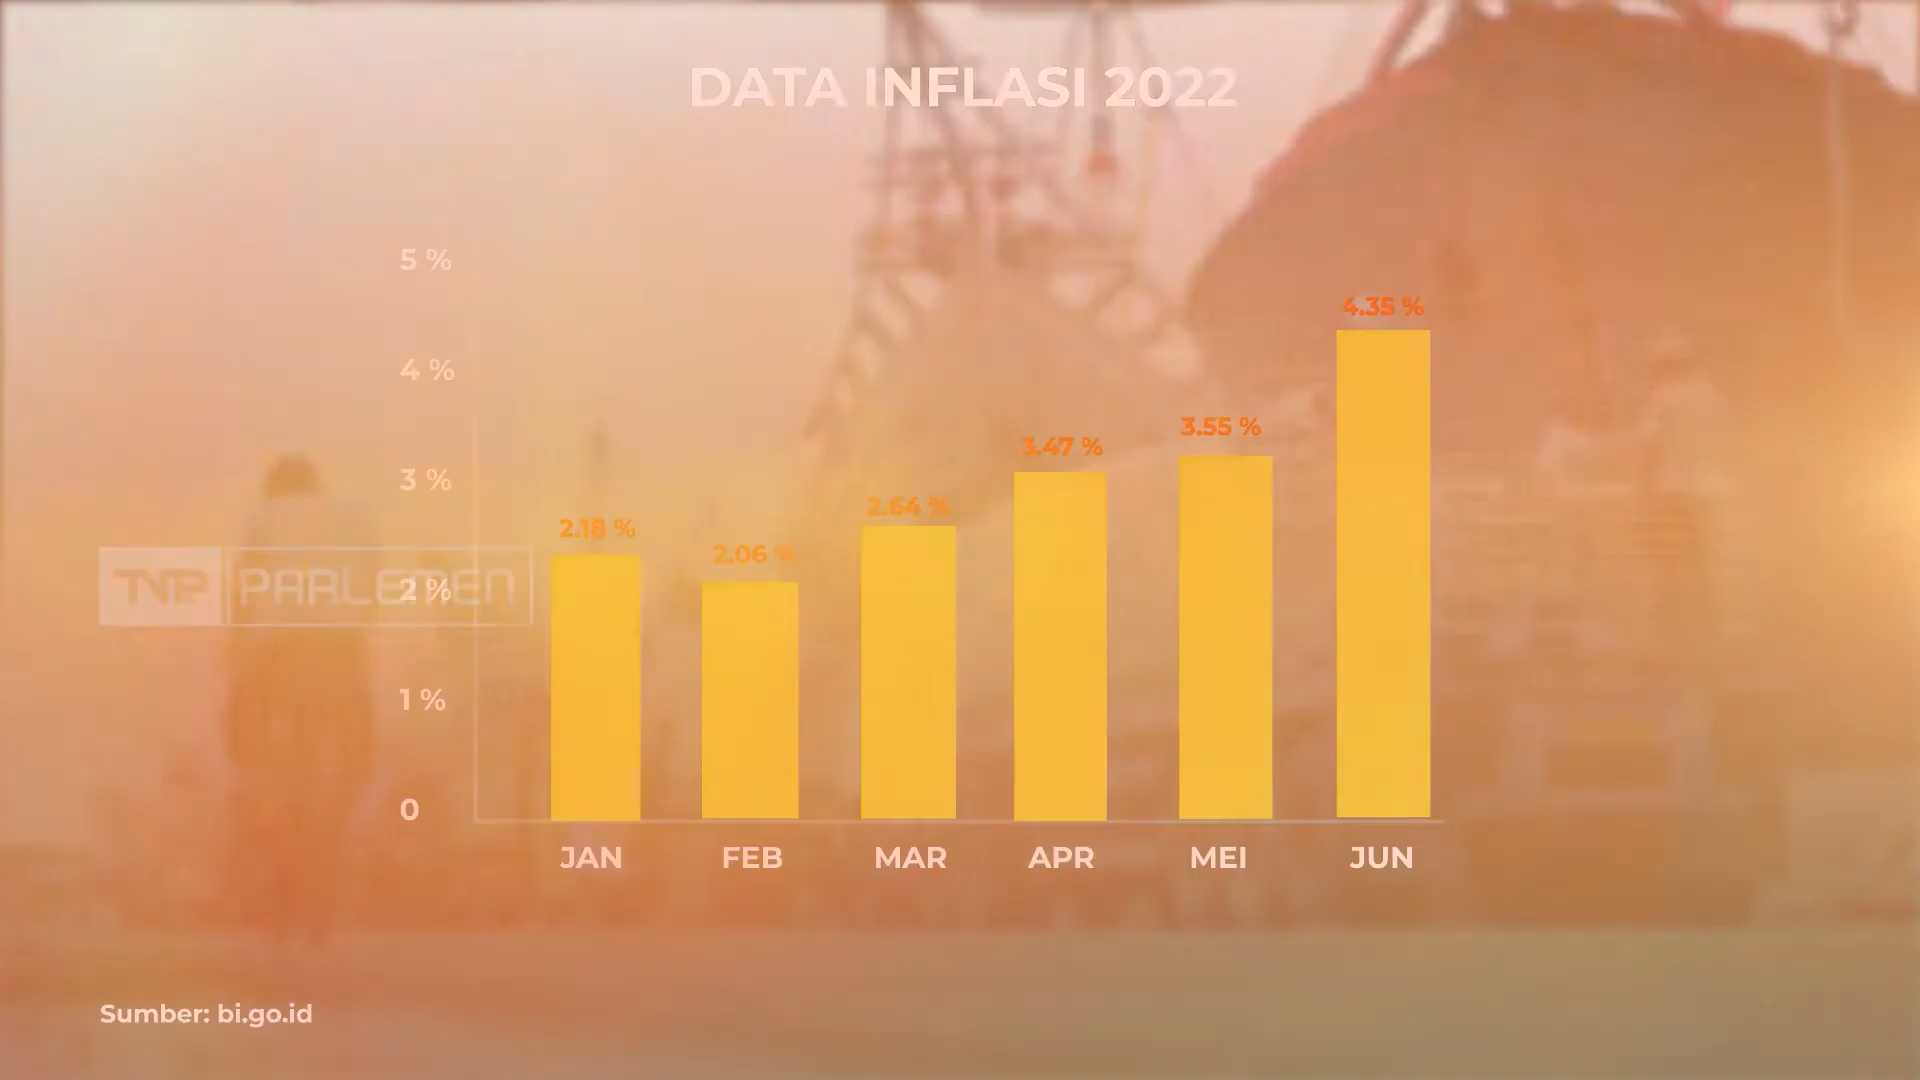 DATA INFLASI 2022
5 %
4 %
3 %
2 %
1 %
0
2.18 %
2.06 %
2.64 %
3.47 %
3.55 %
4.35 %
JAN
FEB
MAR
APR
MEI
JUN
TVR PARLEMEN
Sumber: bi.go.id